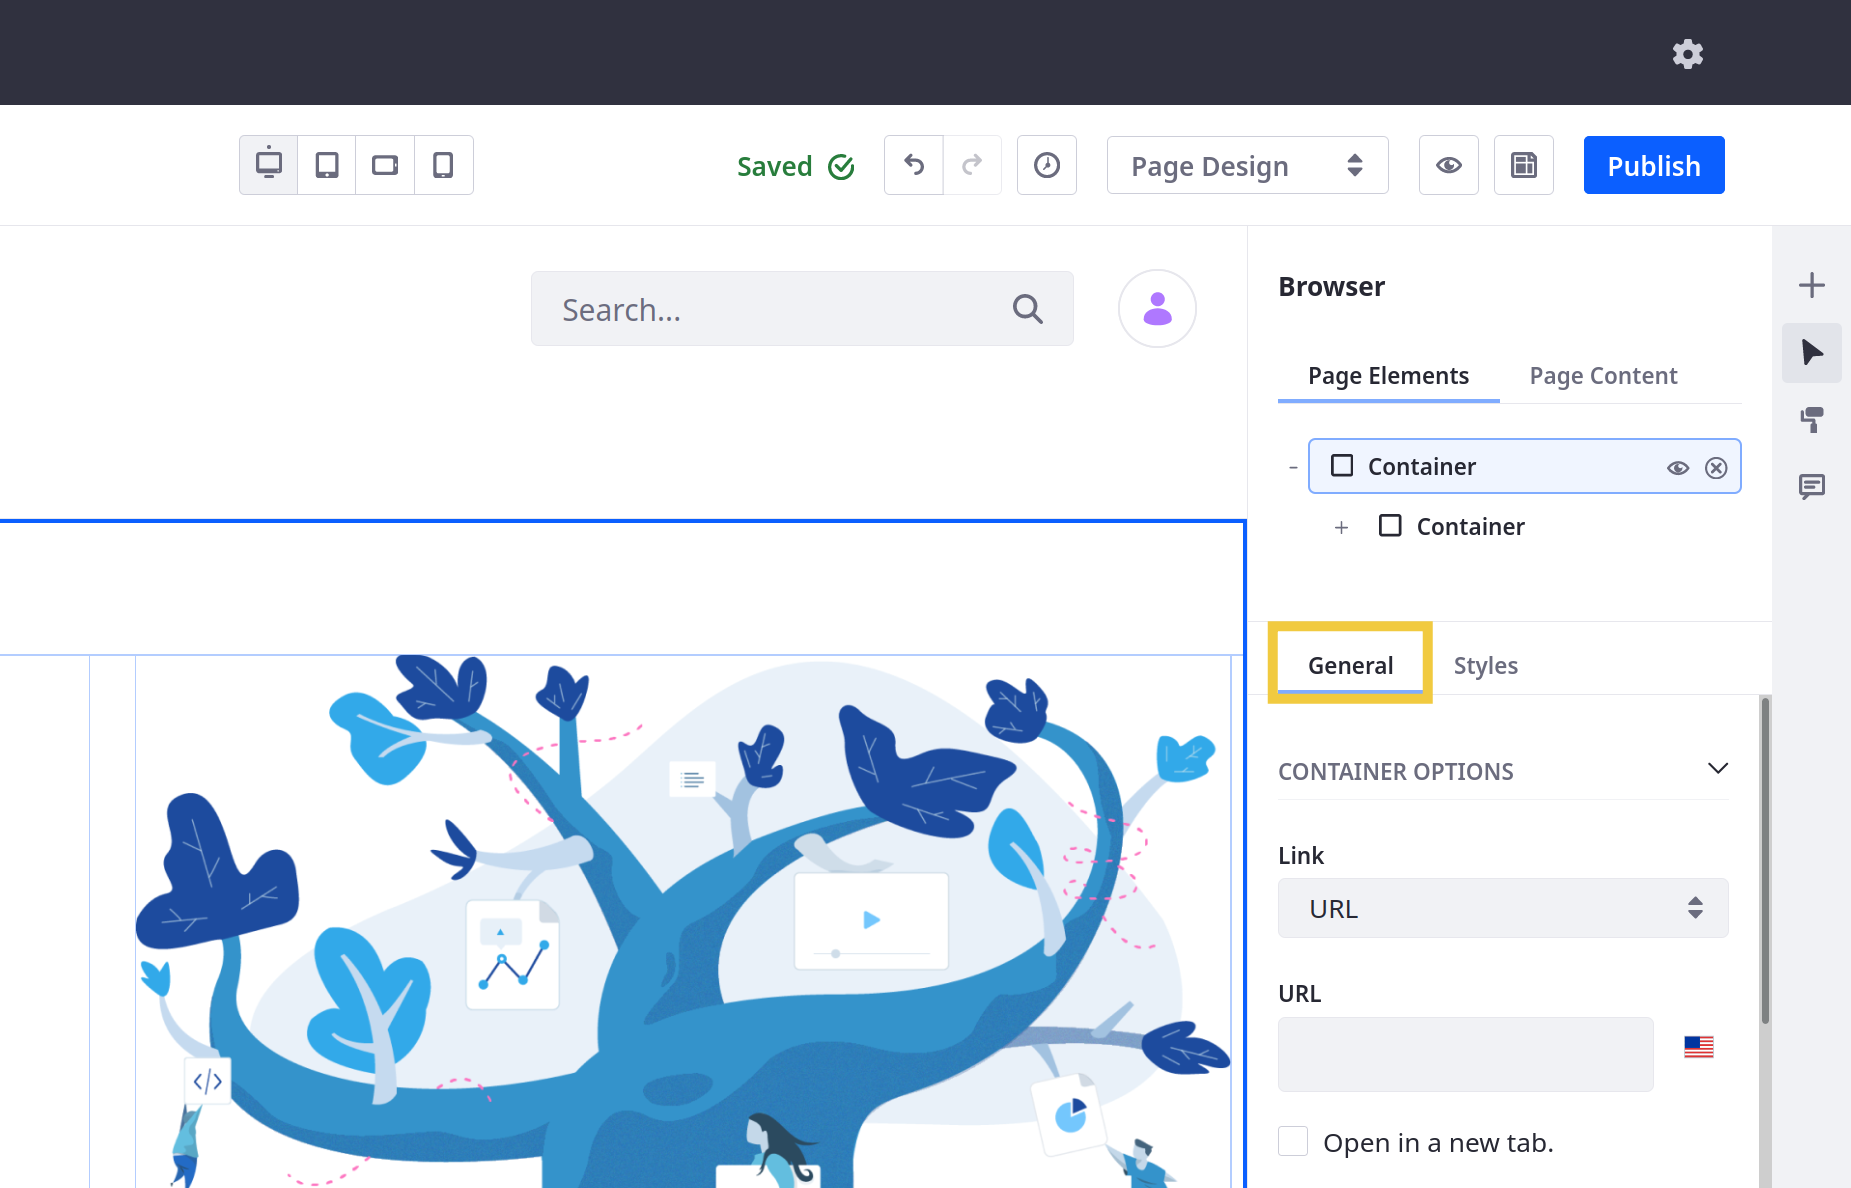 Saved
Page Design
Publish
Search...
Browser
Page Elements
Page Content
Container
Container
General
Styles
CONTAINER OPTIONS
Link
URL
URL
Open in a new tab.